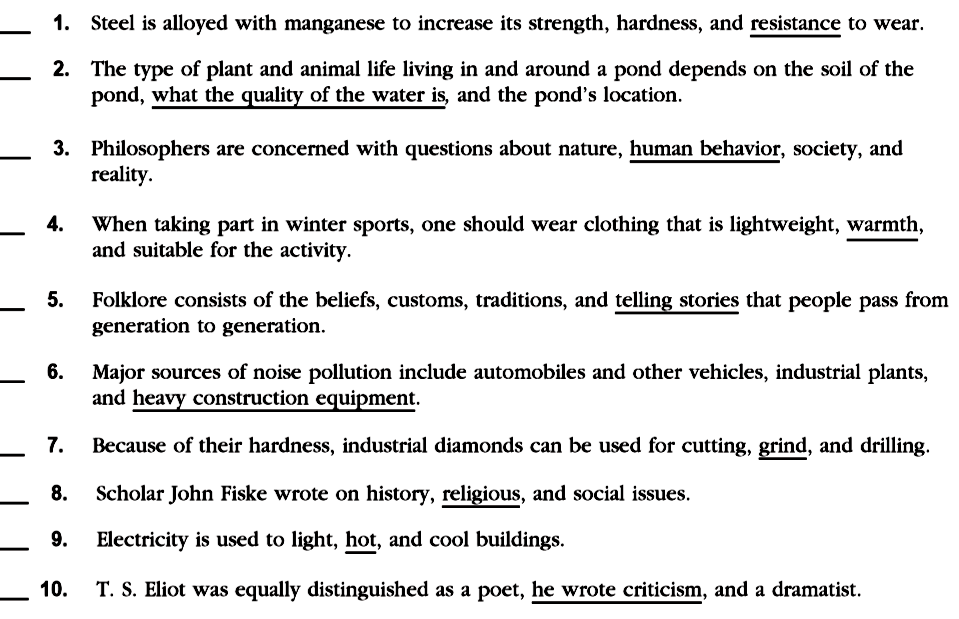 1. Steel is alloyed with manganese to increase its strength, hardness, and resistance to wear.
2. The type of plant and animal life living in and around a pond depends on the soil of the
pond, what the quality of the water is, and the pond's location.
3. Philosophers are concerned with questions about nature, human behavior, society, and
reality.
4. When taking part in winter sports, one should wear clothing that is lightweight, warmth,
and suitable for the activity.
5. Folklore consists of the beliefs, customs, traditions, and telling stories that people pass from
generation to generation.
6. Major sources of noise pollution include automobiles and other vehicles, industrial plants,
and heavy construction equipment.
7. Because of their hardness, industrial diamonds can be used for cutting, grind, and drilling.
8. Scholar John Fiske wrote on history, religious, and social issues.
9. Electricity is used to light, hot, and cool buildings.
10. T. S. Eliot was equally distinguished as a poet, he wrote criticism, and a dramatist.